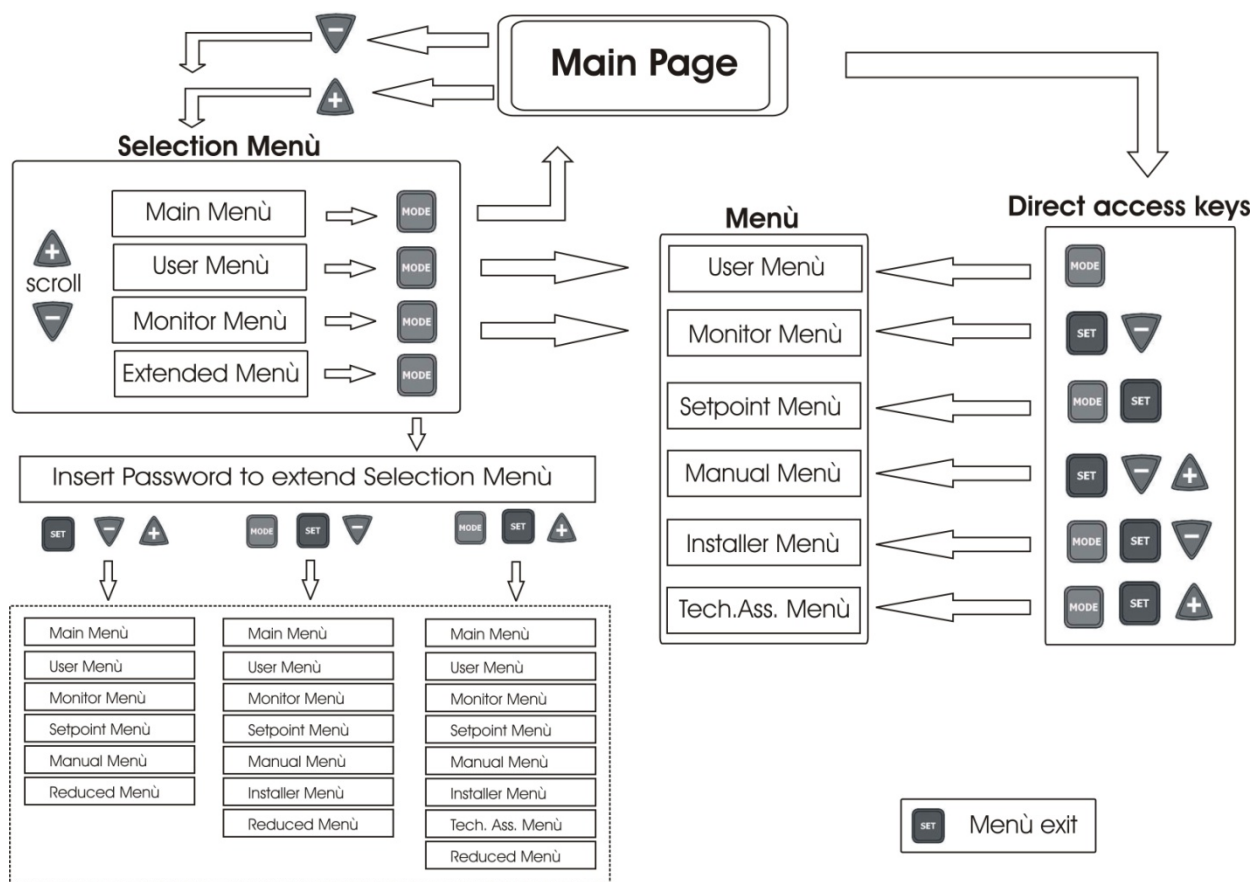 Main Page
−
+
Selection Menù
Main Menù
MODE
User Menù
MODE
Monitor Menù
MODE
Extended Menù
MODE
+
scroll
−
Insert Password to extend Selection Menù
SET − +
MODE SET −
MODE SET +
Main Menù
User Menù
Monitor Menù
Setpoint Menù
Manual Menù
Reduced Menù
Main Menù
User Menù
Monitor Menù
Setpoint Menù
Manual Menù
Installer Menù
Reduced Menù
Main Menù
User Menù
Monitor Menù
Setpoint Menù
Manual Menù
Installer Menù
Tech. Ass. Menù
Reduced Menù
Menù
User Menù
Monitor Menù
Setpoint Menù
Manual Menù
Installer Menù
Tech.Ass. Menù
Direct access keys
MODE
SET −
MODE SET
SET − +
MODE SET −
MODE SET +
SET Menù exit